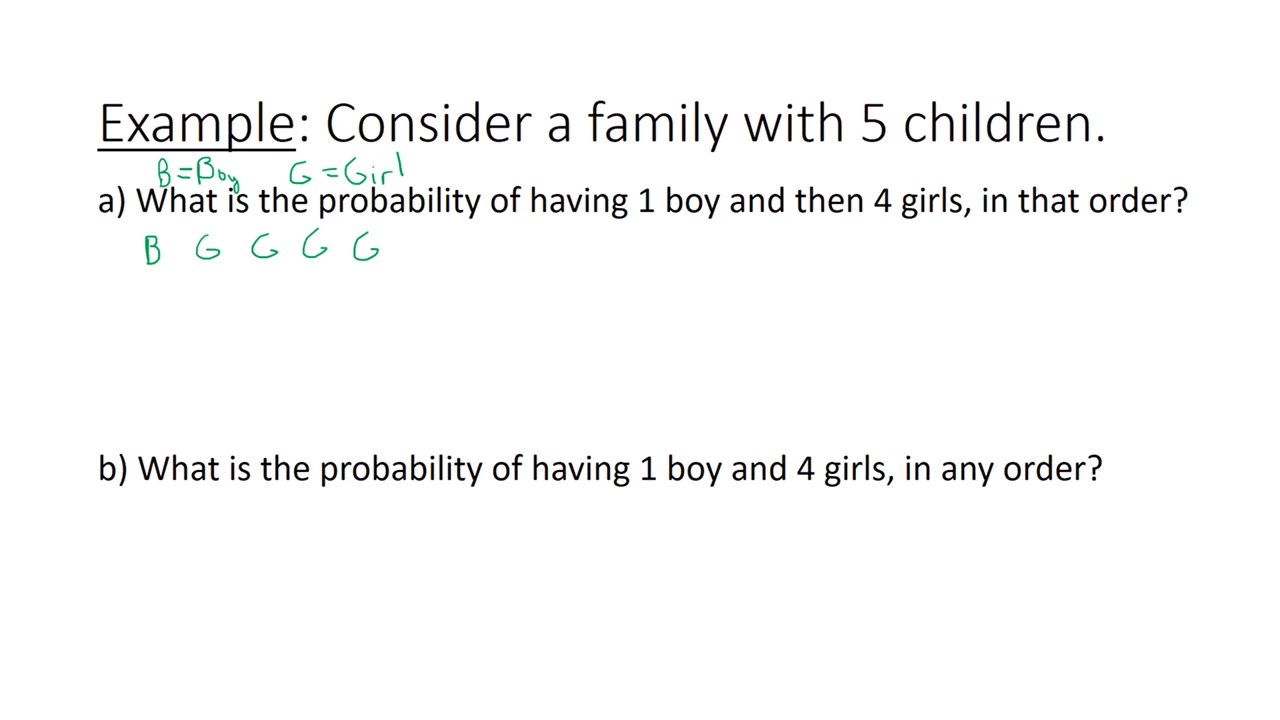 Example: Consider a family with 5 children.
B = Boy G = Girl
a) What is the probability of having 1 boy and then 4 girls, in that order?
B G G G G
b) What is the probability of having 1 boy and 4 girls, in any order?